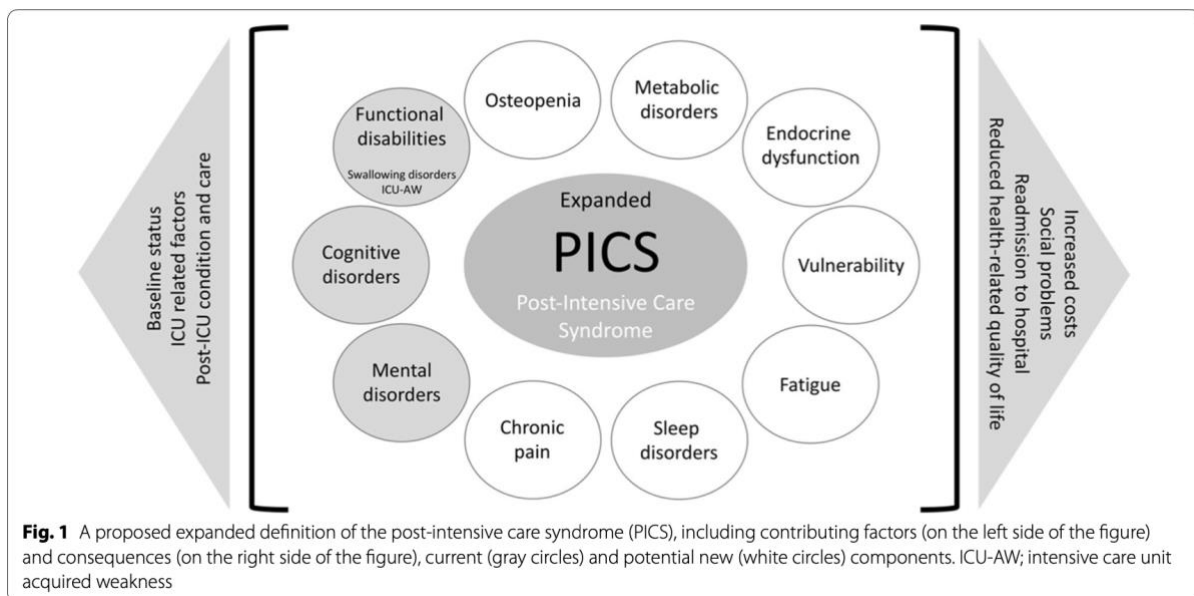 Baseline status
ICU related factors
Post-ICU condition and care
Osteopenia
Metabolic
disorders
Functional
disabilities
Swallowing disorders
ICU-AW
Endocrine
dysfunction
Expanded
PICS
Post-Intensive Care
Syndrome
Cognitive
disorders
Vulnerability
Mental
disorders
Fatigue
Chronic
pain
Sleep
disorders
Increased costs
Social problems
Readmission to hospital
Reduced health-related quality of life
Fig. 1 A proposed expanded definition of the post-intensive care syndrome (PICS), including contributing factors (on the left side of the figure)
and consequences (on the right side of the figure), current (gray circles) and potential new (white circles) components. ICU-AW; intensive care unit
acquired weakness